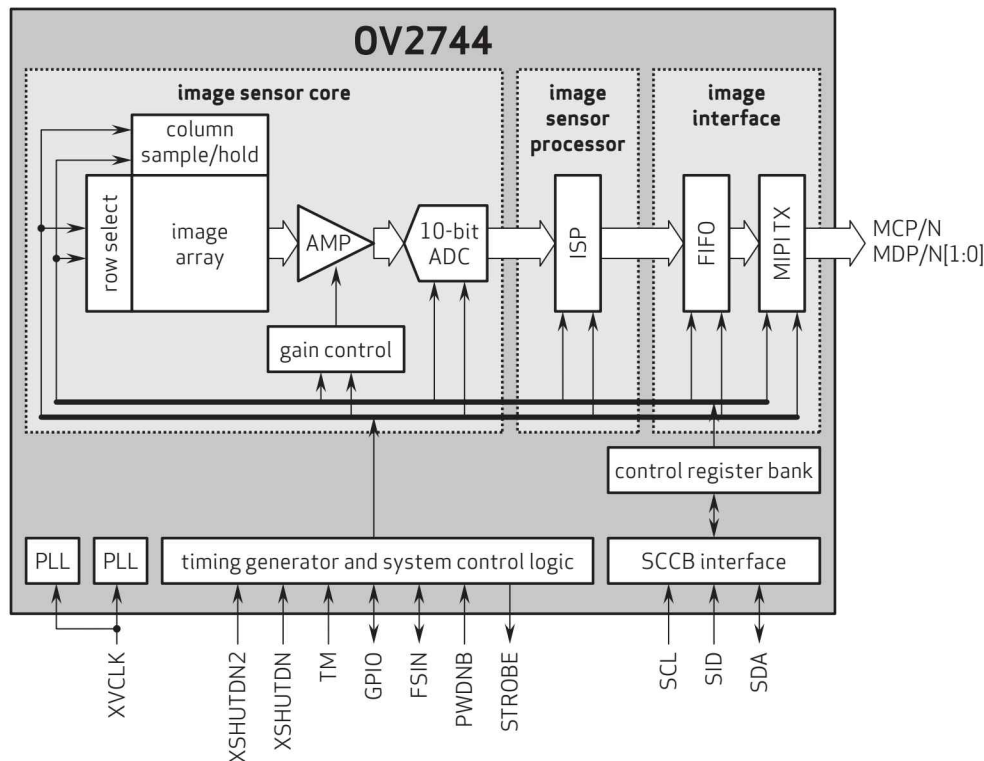 OV2744
image sensor core
image
sensor
processor
image
interface
column
sample/hold
row select
image
array
AMP
10-bit
ADC
ISP
FIFO
MIPI TX
MCP/N
MDP/N[1:0]
gain control
control register bank
PLL
PLL
timing generator and system control logic
SCCB interface
XVCLK
XSHUTDN2
XSHUTDN
TM
GPIO
FSIN
PWDNB
STROBE
SCL
SID
SDA